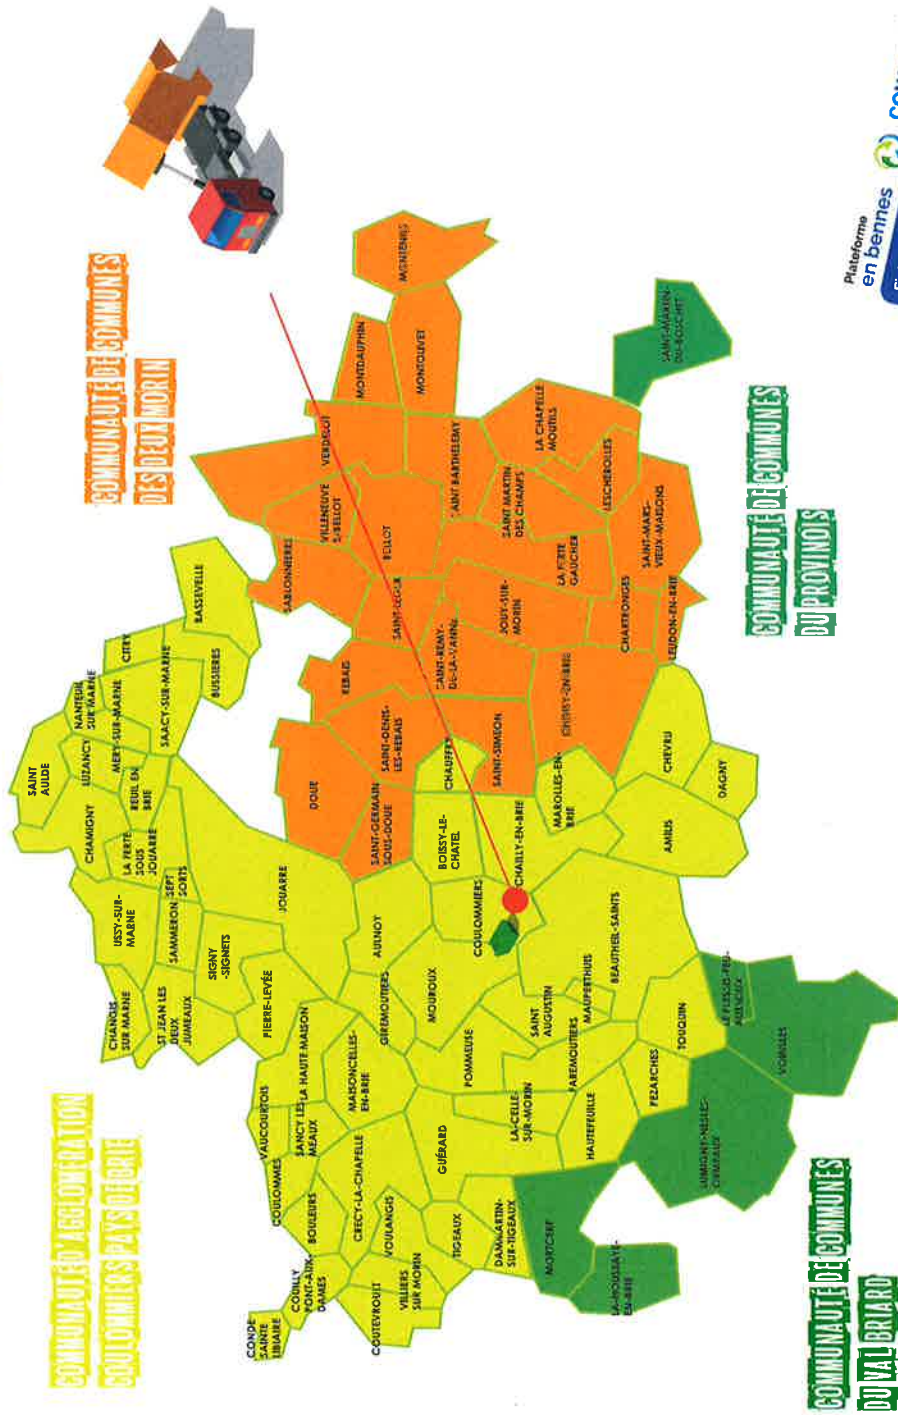 COMMUNAUTÉ D'AGGLOMÉRATION
COULOMMIERS PAYS DE BRIE
COMMUNAUTÉ DE COMMUNES
DES DEUX MORIN
COMMUNAUTÉ DE COMMUNES
DU PROVINOIS
COMMUNAUTÉ DE COMMUNES
DU VAL BRIARD
SAINT
AULDE
NANTEUIL
SUR MARNE
CITRY
LUZANCY
MERY-SUR-MARNE
CHAMIGNY
REUIL EN
BRIE
SAACY-SUR-MARNE
BASSEVELLE
BUSSIERES
LA FERTE
SOUS
JOUARRE
USSY-SUR-
MARNE
SEPT
SORTS
SAMMERON
CHANGIS
SUR MARNE
ST JEAN LES
DEUX
JUMEAUX
SIGNY
-SIGNETS
JOUARRE
PIERRE-LEVÉE
VAUCOURTOIS
LA HAUTE MAISON
SANCY LES
MEAUX
COULOMMES
BOULEURS
MAISONCELLES-
EN-BRIE
GIREMOUTIERS
AULNOY
CONDE
SAINTE
LIBIAIRE
COUILLY
PONT-AUX-
DAMES
CRECY-LA-CHAPELLE
VOULANGIS
COUTEVROULT
VILLIERS
SUR MORIN
TIGEAUX
GUÉRARD
MOUROUX
POMMEUSE
COULOMMIERS
BOISSY-LE-
CHATEL
CHAUFFRY
CHAILLY-EN-BRIE
DAMMARTIN-
SUR-TIGEAUX
LA-CELLE-
SUR-MORIN
SAINT
AUGUSTIN
FAREMOUTIERS
MAUPERTHUIS
BEAUTHEIL-SAINTS
HAUTEFEUILLE
PEZARCHES
TOUQUIN
MAROLLES-EN-
BRIE
AMILIS
CHEVRU
DAGNY
DOUE
SAINT-GERMAIN
SOUS-DOUE
SAINT-DENIS-
LES-REBAIS
REBAIS
SABLONNIERES
VILLENEUVE
S/BELLOT
VERDELOT
MONTDAUPHIN
MONTENILS
MONTOLIVET
BELLOT
SAINT-LEGER
SAINT-REMY-
DE-LA-VANNE
SAINT-SIMEON
SAINT BARTHELEMY
JOUY-SUR-
MORIN
LA FERTE
GAUCHER
SAINT MARTIN
DES CHAMPS
LA CHAPELLE
MOUTILS
LESCHEROLLES
SAINT-MARS-
VIEUX-MAISONS
CHARTRONGES
LEUDON-EN-BRIE
CHOISY-EN-BRIE
SAINT-MARTIN-
DU-BOSCHET
MORTCERF
LA-HOUSSAYE-
EN-BRIE
LUMIGNY-NESLES-
ORMEAUX
LE PLESSIS-FEU-
AUSSOUX
VOINSLES
Plateforme
en bennes